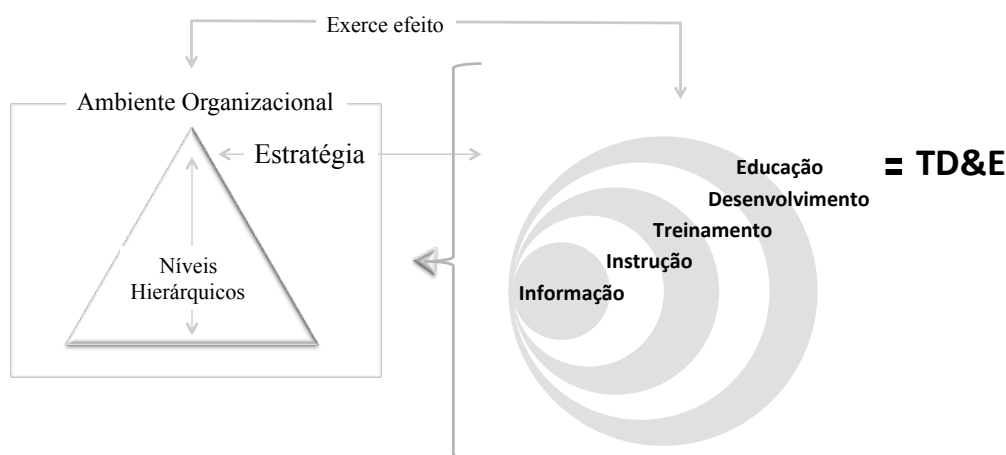 Exerce efeito
Ambiente Organizacional
Estratégia
Níveis
Hierárquicos
Educação
Desenvolvimento
Treinamento
Instrução
Informação
= TD&E